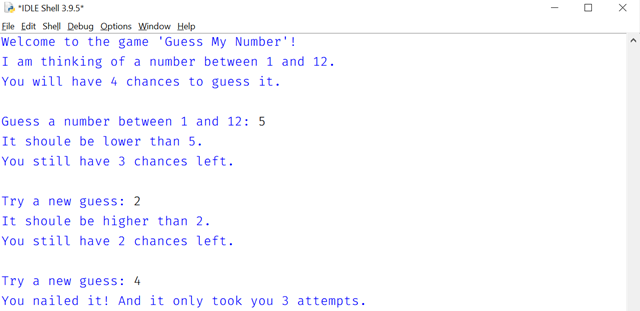 *IDLE Shell 3.9.5*
File Edit Shell Debug Options Window Help
Welcome to the game 'Guess My Number'!
I am thinking of a number between 1 and 12.
You will have 4 chances to guess it.
Guess a number between 1 and 12: 5
It shoule be lower than 5.
You still have 3 chances left.
Try a new guess: 2
It shoule be higher than 2.
You still have 2 chances left.
Try a new guess: 4
You nailed it! And it only took you 3 attempts.